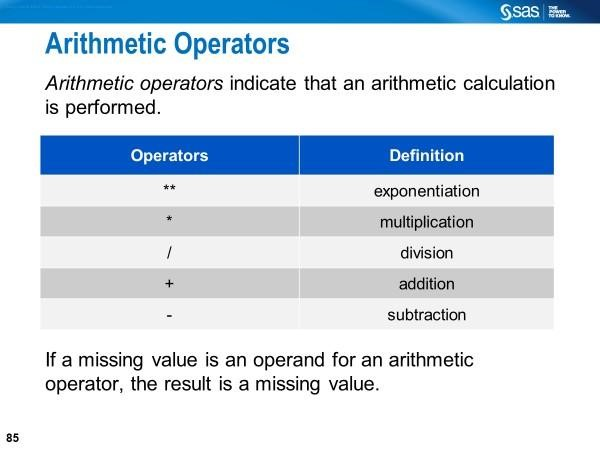 sas THE POWER TO KNOW.
Arithmetic Operators
Arithmetic operators indicate that an arithmetic calculation
is performed.
Operators Definition
** exponentiation
* multiplication
/ division
+ addition
- subtraction
If a missing value is an operand for an arithmetic
operator, the result is a missing value.
85